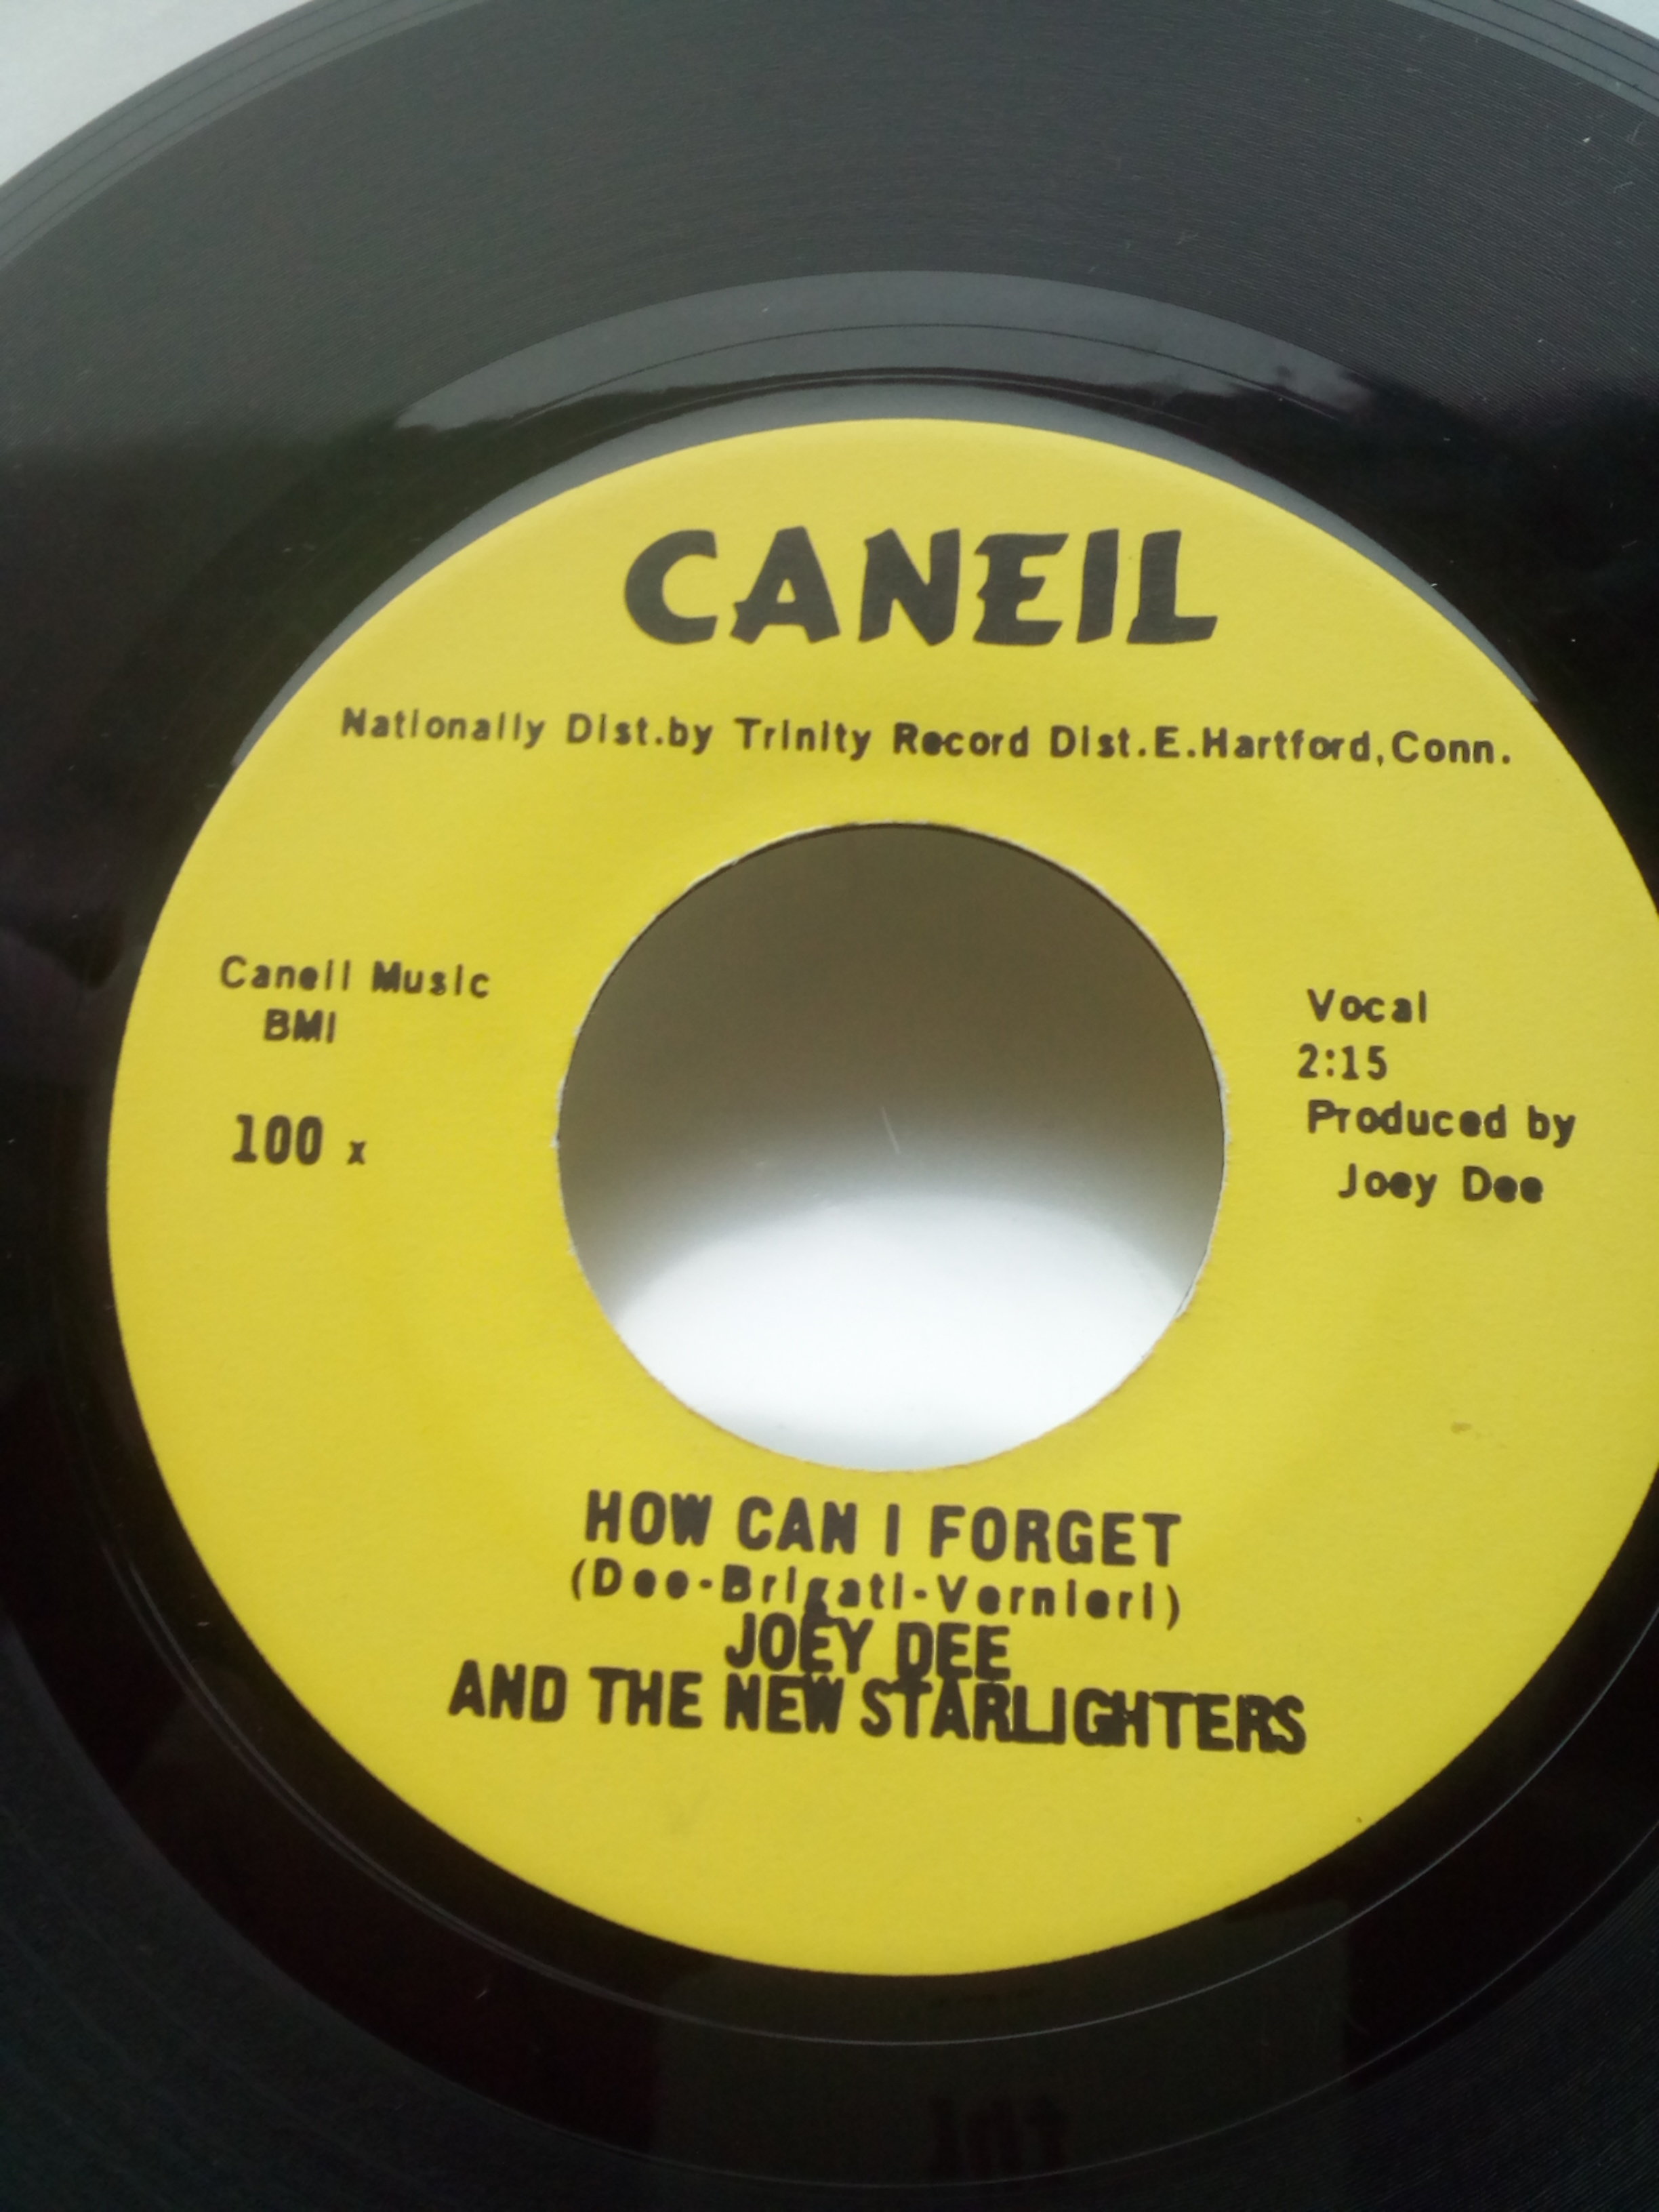 CANEIL
Nationally Dist.by Trinity Record Dist.E.Hartford,Conn.
Caneil Music
BMI
100 x
Vocal
2:15
Produced by
Joey Dee
HOW CAN I FORGET
(Dee-Brigati-Vernieri)
JOEY DEE
AND THE NEW STARLIGHTERS